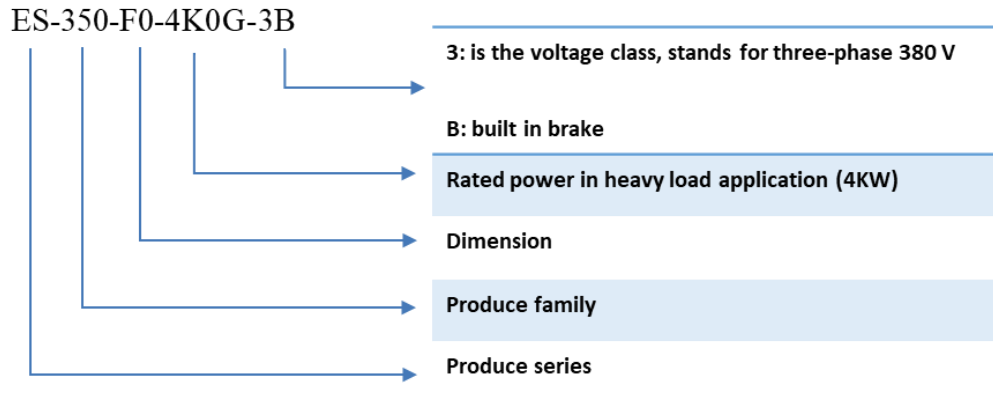 ES-350-F0-4K0G-3B
3: is the voltage class, stands for three-phase 380 V
B: built in brake
Rated power in heavy load application (4KW)
Dimension
Produce family
Produce series